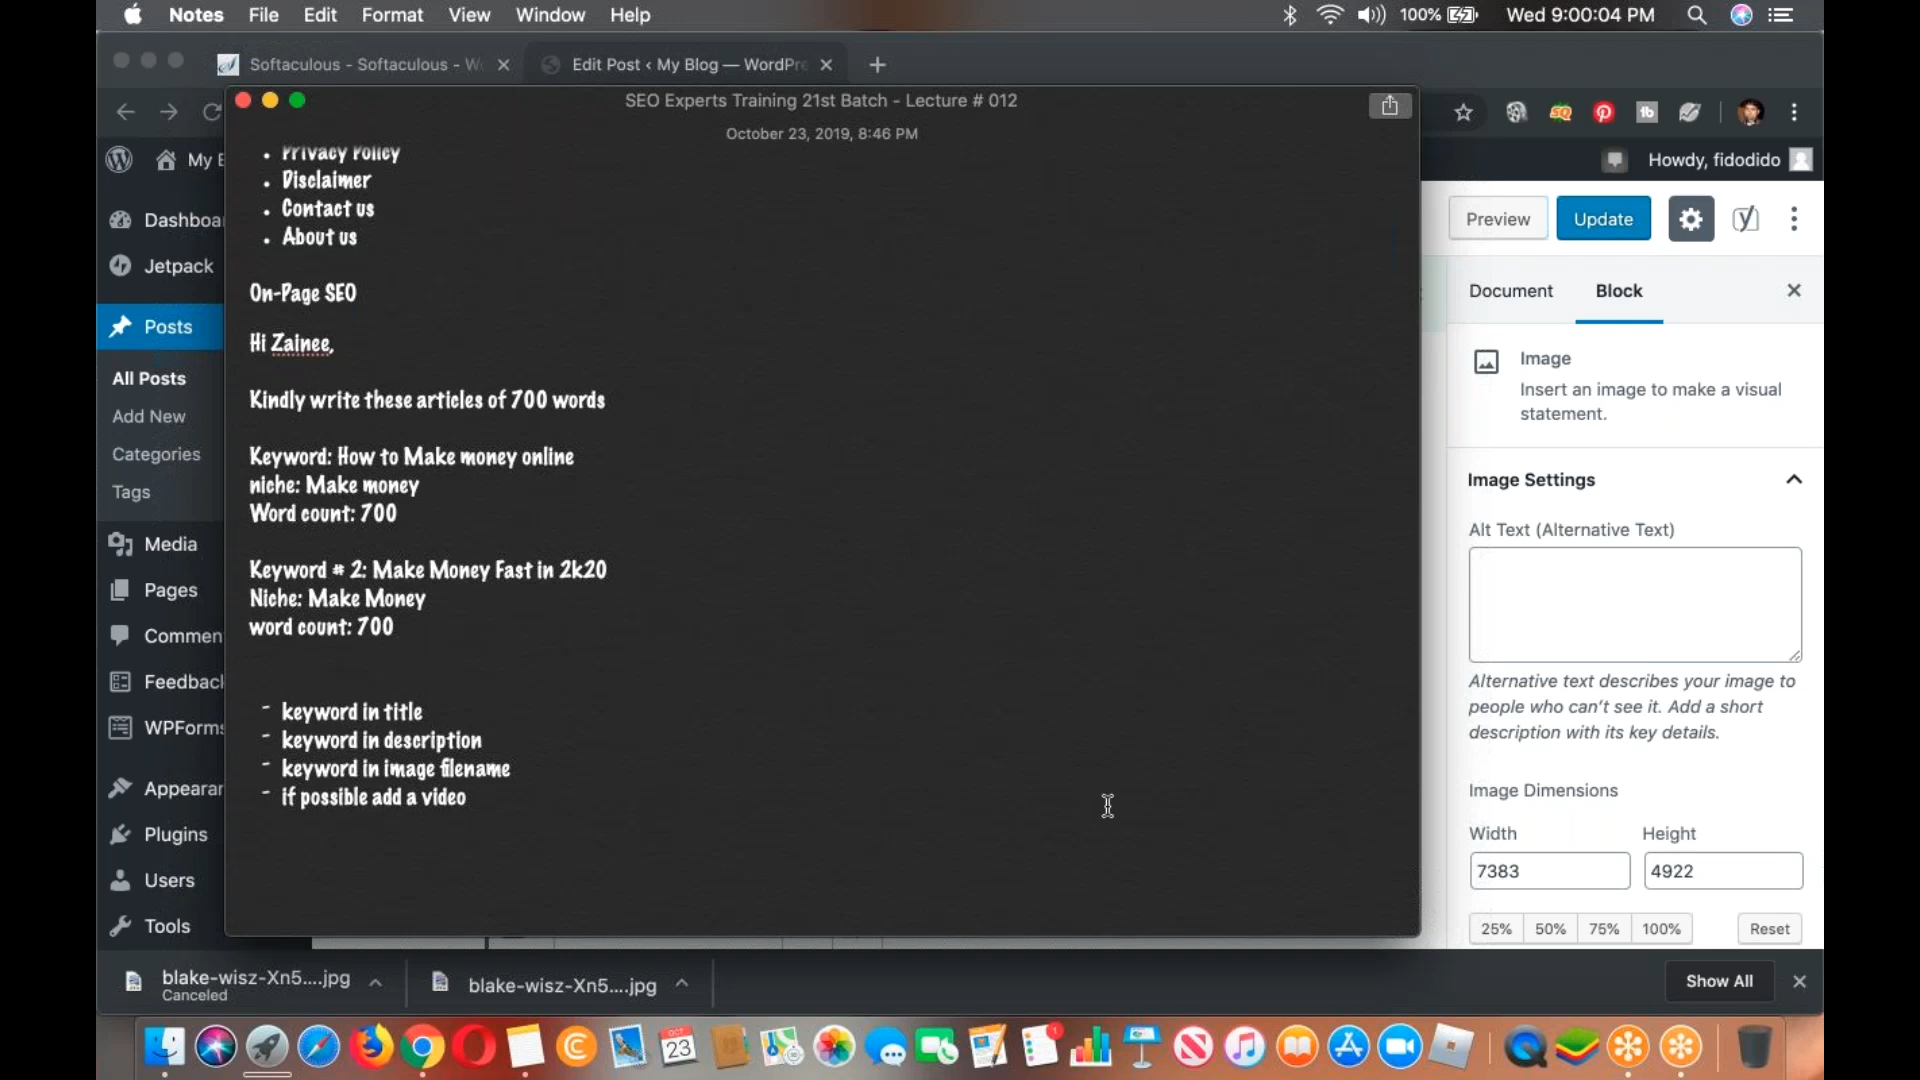 Notes File Edit Format View Window Help 100% Wed 9:00:04 PM
Softaculous - Softaculous - W Edit Post ‹ My Blog — WordPre
SEO Experts Training 21st Batch - Lecture # 012
October 23, 2019, 8:46 PM
My B
Howdy, fidodido
Privacy Policy
Disclaimer
Contact us
About us
On-Page SEO
Hi Zainee,
Kindly write these articles of 700 words
Keyword: How to Make money online
niche: Make money
Word count: 700
Keyword # 2: Make Money Fast in 2k20
Niche: Make Money
word count: 700
- keyword in title
- keyword in description
- keyword in image filename
- if possible add a video
Dashboa
Jetpack
Posts
All Posts
Add New
Categories
Tags
Media
Pages
Commen
Feedbac
WPForms
Appeara
Plugins
Users
Tools
Preview Update
Document Block
Image
Insert an image to make a visual
statement.
Image Settings
Alt Text (Alternative Text)
Alternative text describes your image to
people who can't see it. Add a short
description with its key details.
Image Dimensions
Width Height
7383 4922
25% 50% 75% 100% Reset
blake-wisz-Xn5....jpg
Canceled
blake-wisz-Xn5....jpg
Show All
OCT
23
1